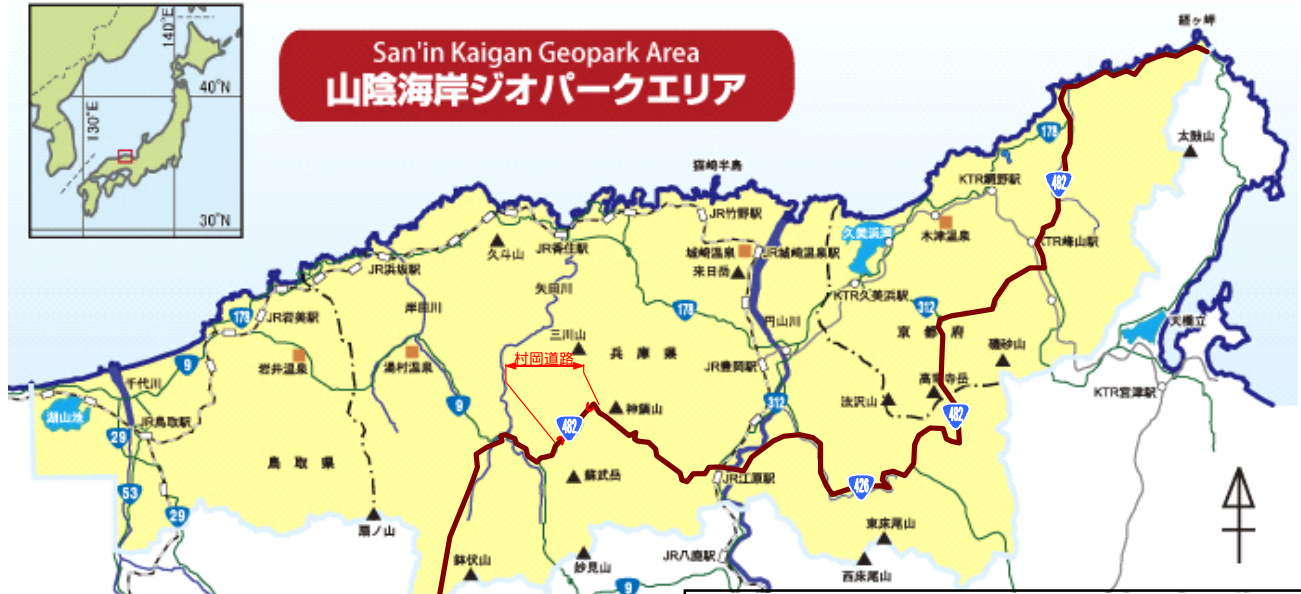 140°E
40°N
130°E
30°N
San'in Kaigan Geopark Area
山陰海岸ジオパークエリア
経ヶ岬
178
太鼓山
猫崎半島
KTR網野駅
482
JR竹野駅
木津温泉
久美浜湾
KTR峰山駅
久斗山
JR香住駅
城崎温泉
JR城崎温泉駅
来日岳
JR浜坂駅
矢田川
KTR久美浜駅
岸田川
178
312
178
JR岩美駅
円山川
京都府
天橋立
三川山
兵庫県
磯砂山
村岡道路
岩井温泉
湯村温泉
JR豊岡駅
9
高竜寺岳
千代川
KTR宮津駅
法沢山
湖山池
9
神鍋山
312
482
JR鳥取駅
482
29
鳥取県
蘇武岳
JR江原駅
426
53
29
扇ノ山
東床尾山
鉢伏山
妙見山
JR八鹿駅
西床尾山
9